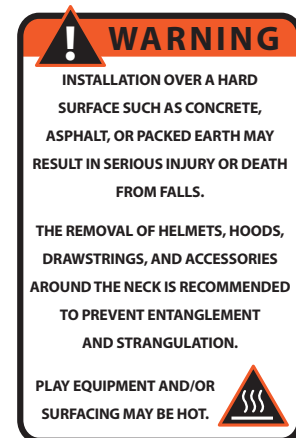 WARNING
INSTALLATION OVER A HARD
SURFACE SUCH AS CONCRETE,
ASPHALT, OR PACKED EARTH MAY
RESULT IN SERIOUS INJURY OR DEATH
FROM FALLS.
THE REMOVAL OF HELMETS, HOODS,
DRAWSTRINGS, AND ACCESSORIES
AROUND THE NECK IS RECOMMENDED
TO PREVENT ENTANGLEMENT
AND STRANGULATION.
PLAY EQUIPMENT AND/OR
SURFACING MAY BE HOT.